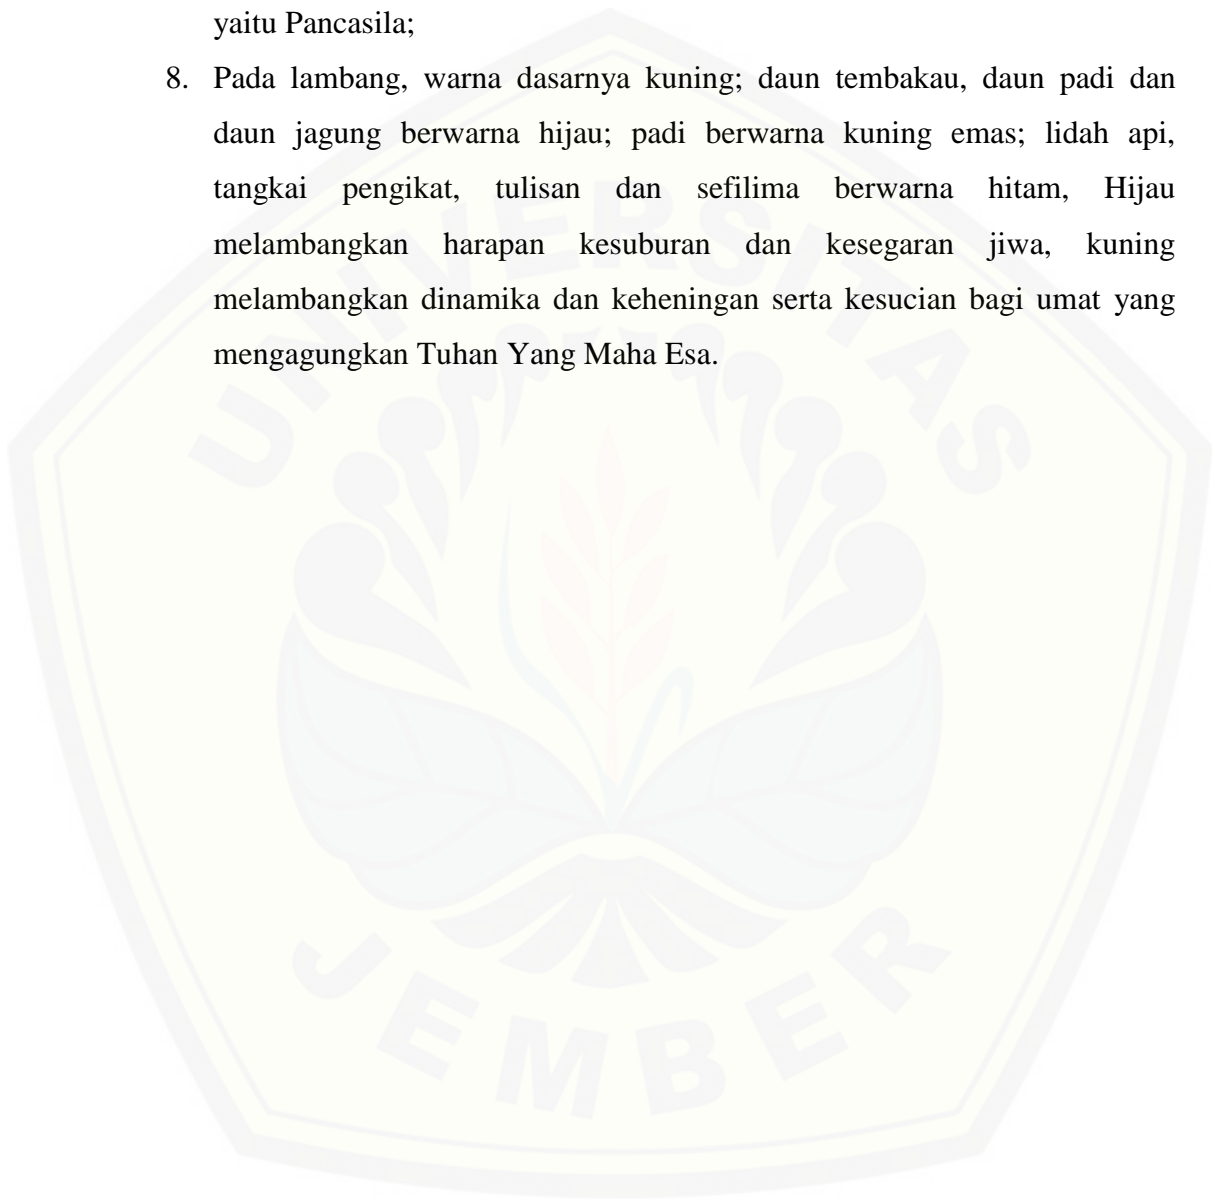 yaitu Pancasila;
8. Pada lambang, warna dasarnya kuning; daun tembakau, daun padi dan
daun jagung berwarna hijau; padi berwarna kuning emas; lidah api,
tangkai pengikat, tulisan dan sefilima berwarna hitam, Hijau
melambangkan harapan kesuburan dan kesegaran jiwa, kuning
melambangkan dinamika dan keheningan serta kesucian bagi umat yang
mengagungkan Tuhan Yang Maha Esa.
UNIVERSITAS
JEMBER